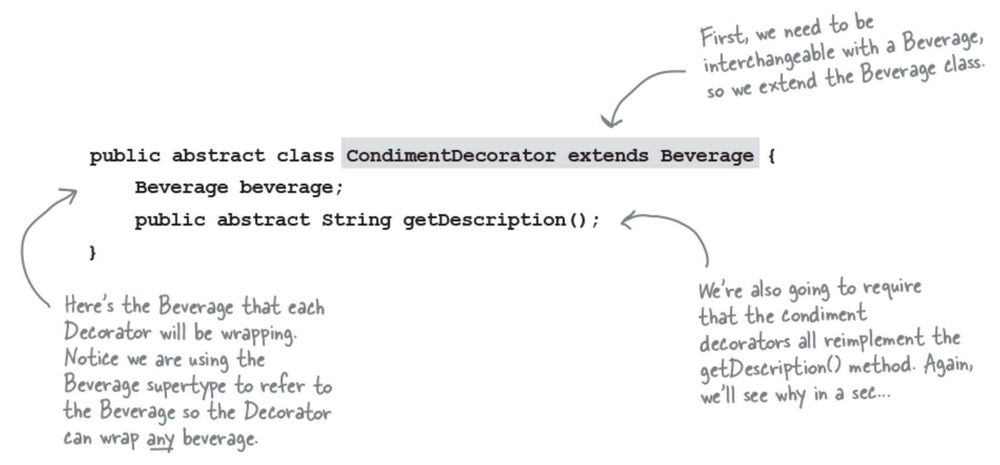 First, we need to be
interchangeable with a Beverage,
so we extend the Beverage class.
public abstract class CondimentDecorator extends Beverage {
Beverage beverage;
public abstract String getDescription();
}
Here's the Beverage that each
Decorator will be wrapping.
Notice we are using the
Beverage supertype to refer to
the Beverage so the Decorator
can wrap any beverage.
We're also going to require
that the condiment
decorators all reimplement the
getDescription() method. Again,
we'll see why in a sec...